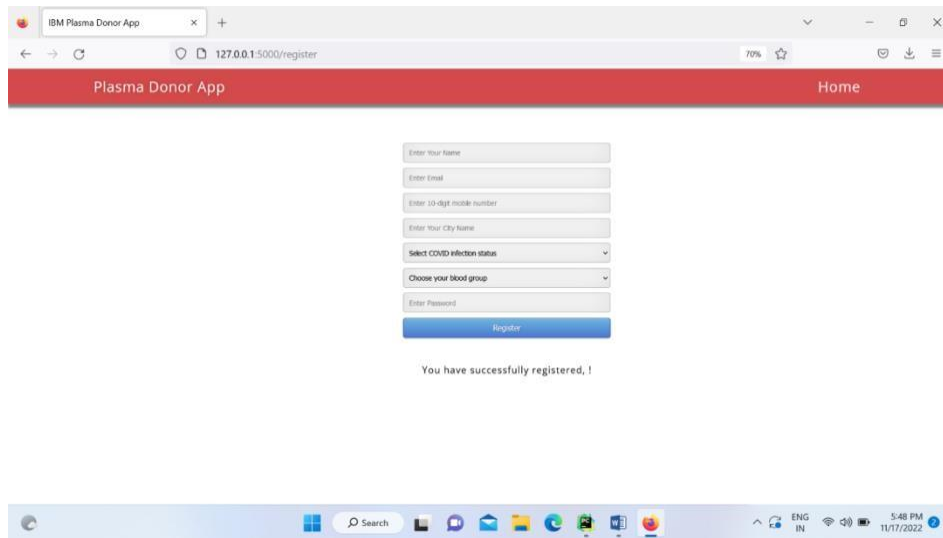 IBM Plasma Donor App
127.0.0.1:5000/register
70%
Plasma Donor App
Home
Enter Your Name
Enter Email
Enter 10-digit mobile number
Enter Your City Name
Select COVID infection status
Choose your blood group
Enter Password
Register
You have successfully registered, !
Search
ENG
IN
5:48 PM
11/17/2022
2